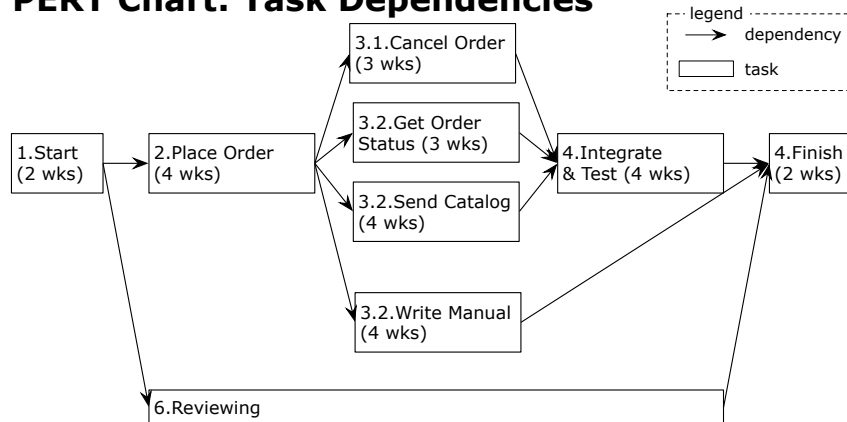 PERT Chart: Task Dependencies
legend
dependency
task
3.1.Cancel Order
(3 wks)
3.2.Get Order
Status (3 wks)
1.Start
(2 wks)
2.Place Order
(4 wks)
4.Integrate
& Test (4 wks)
4.Finish
(2 wks)
3.2.Send Catalog
(4 wks)
3.2.Write Manual
(4 wks)
6.Reviewing